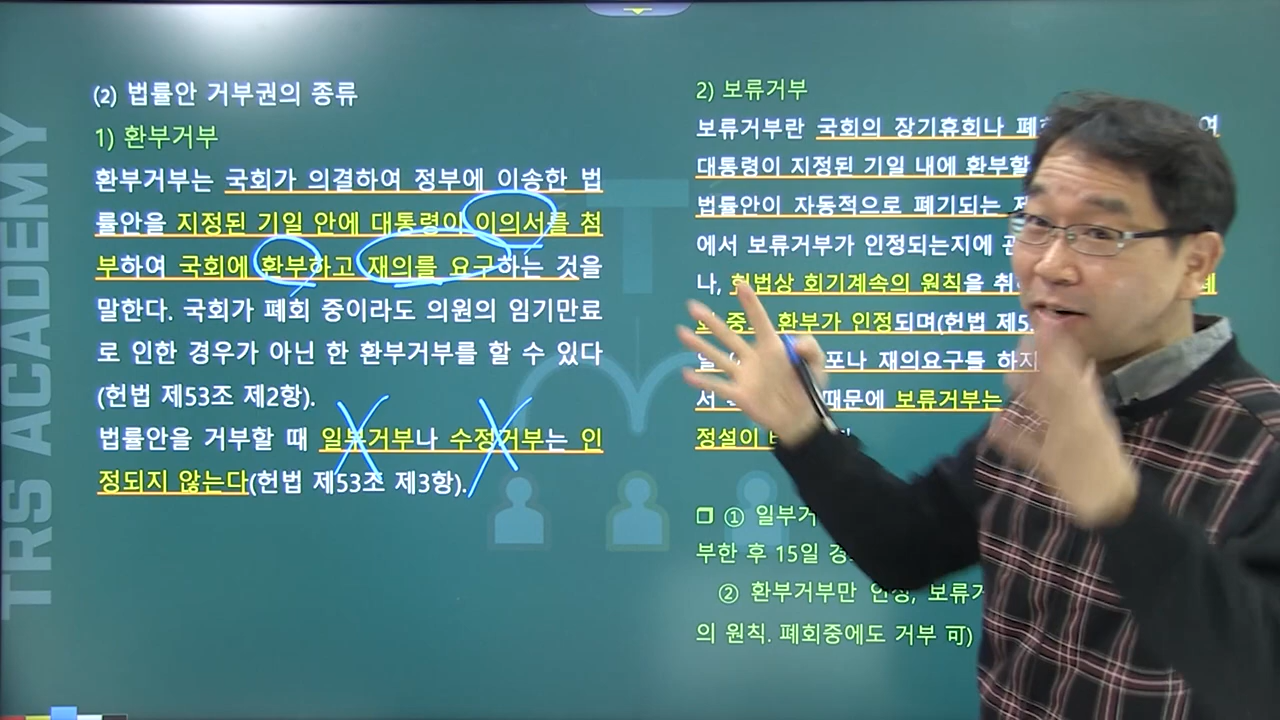 TRS ACADEMY
(2) 법률안 거부권의 종류
1) 환부거부
환부거부는 국회가 의결하여 정부에 이송한 법
률안을 지정된 기일 안에 대통령이 이의서를 첨
부하여 국회에 환부하고 재의를 요구하는 것을
말한다. 국회가 폐회 중이라도 의원의 임기만료
로 인한 경우가 아닌 한 환부거부를 할 수 있다
(헌법 제53조 제2항).
법률안을 거부할 때 일부거부나 수정거부는 인
정되지 않는다(헌법 제53조 제3항).
2) 보류거부
보류거부란 국회의 장기휴회나 여
대통령이 지정된 기일 내에 환부할
법률안이 자동적으로 폐기되는
에서 보류거부가 인정되는지에
나, 헌법상 회기계속의 원칙을
중 환부가 인정되며(헌법
재의요구를 하지
때문에 보류거부는
정설이
❒ ① 일부거
부한 후 15일
② 환부거부만 인정, 보류거
의 원칙. 폐회중에도 거부 可)